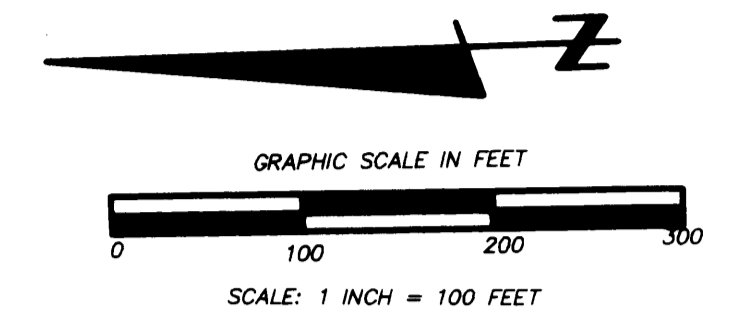 N
GRAPHIC SCALE IN FEET
0 100 200 300
SCALE: 1 INCH = 100 FEET